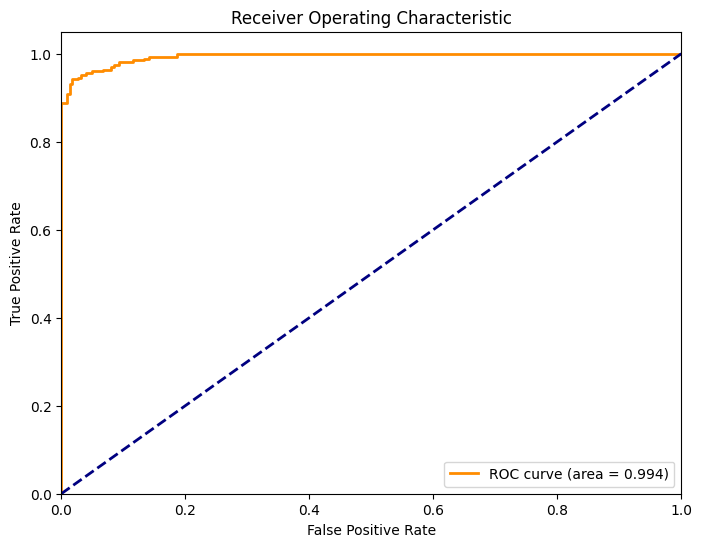 Receiver Operating Characteristic
True Positive Rate
1.0
0.8
0.6
0.4
0.2
0.0
ROC curve (area = 0.994)
0.0 0.2 0.4 0.6 0.8 1.0
False Positive Rate